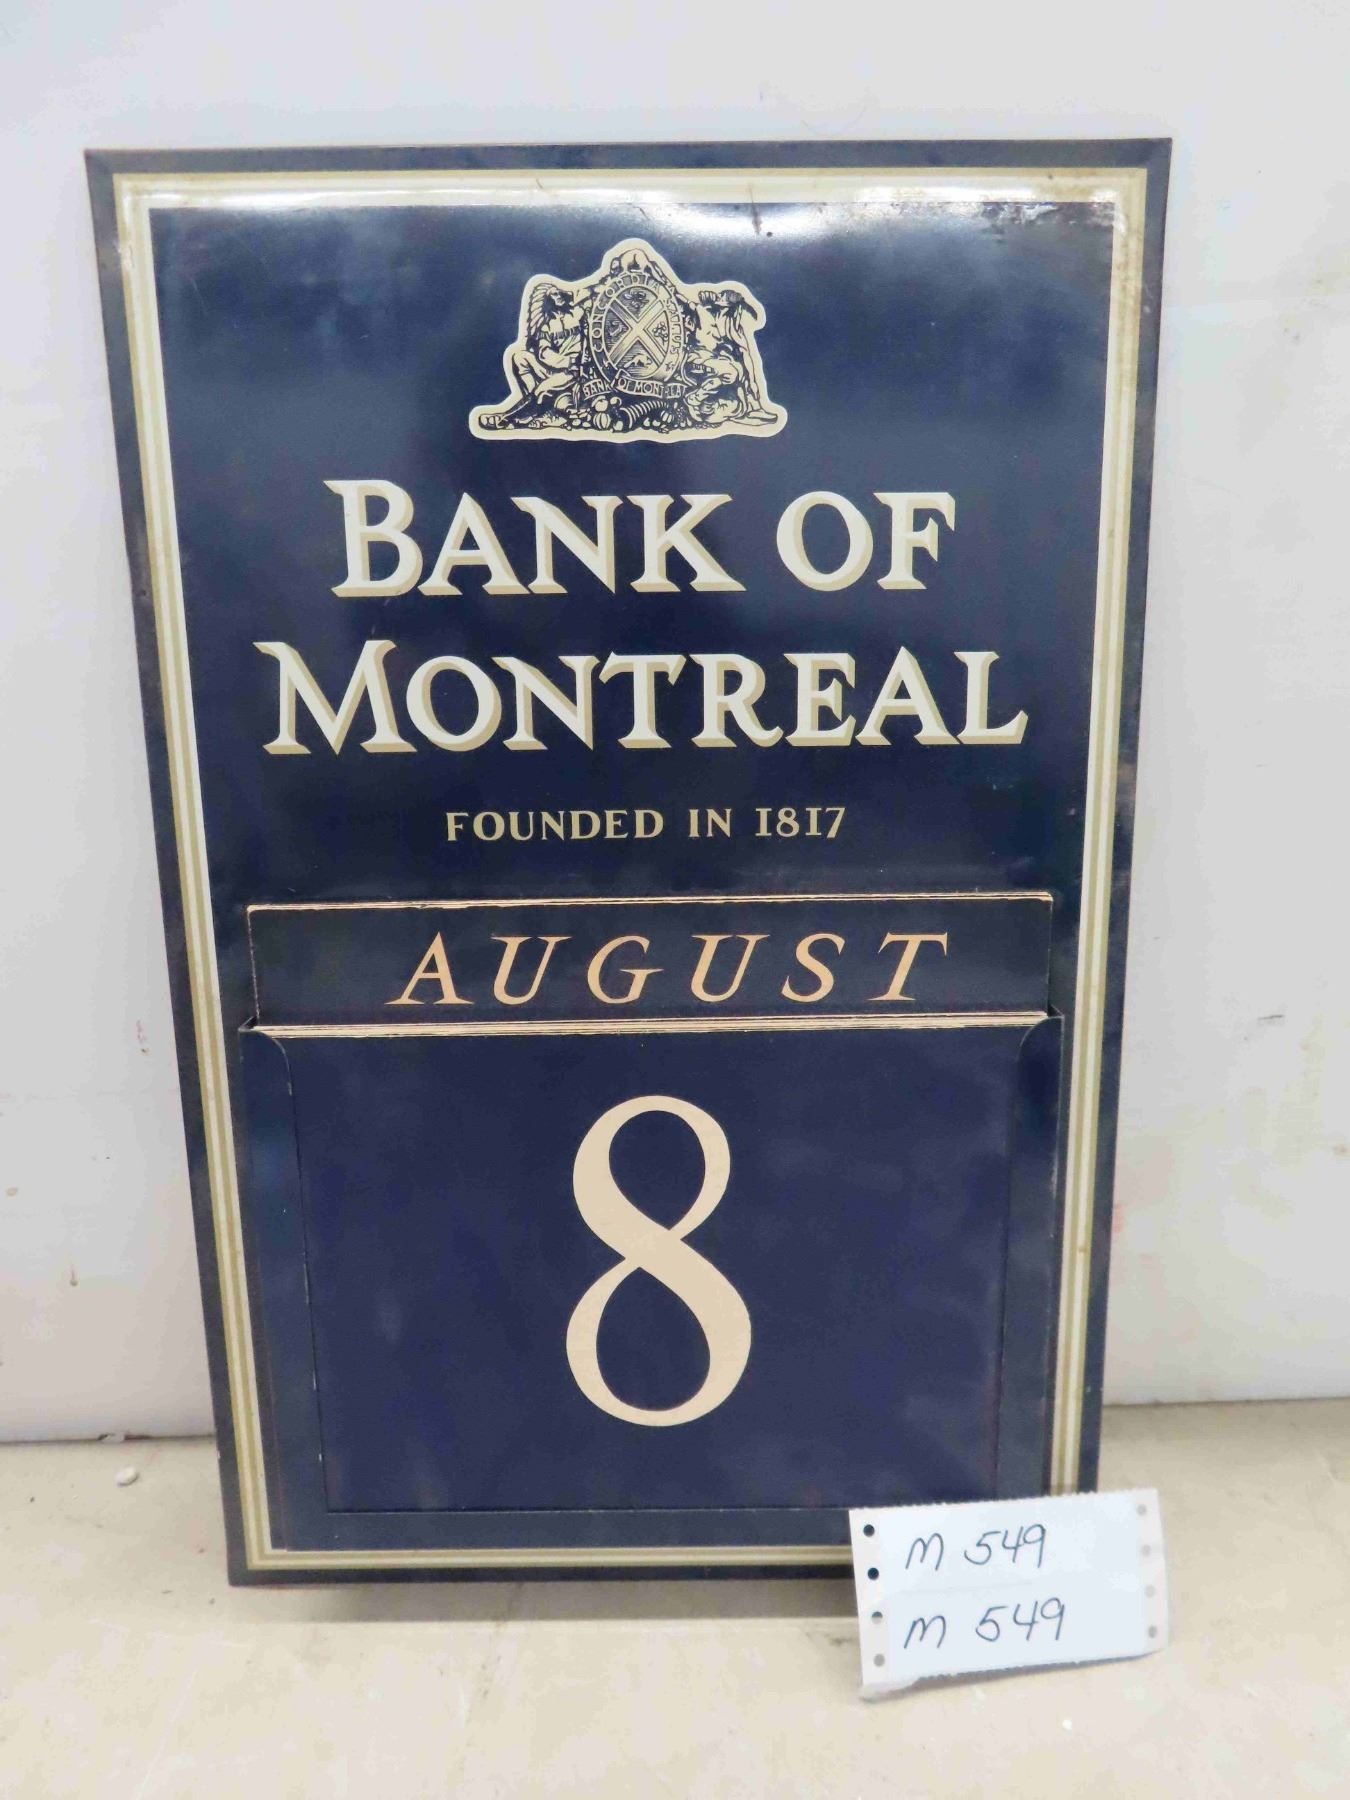 CONCORDIA SALUS
BANK OF MONTREAL
BANK OF
MONTREAL
FOUNDED IN 1817
AUGUST
8
M 549
M 549